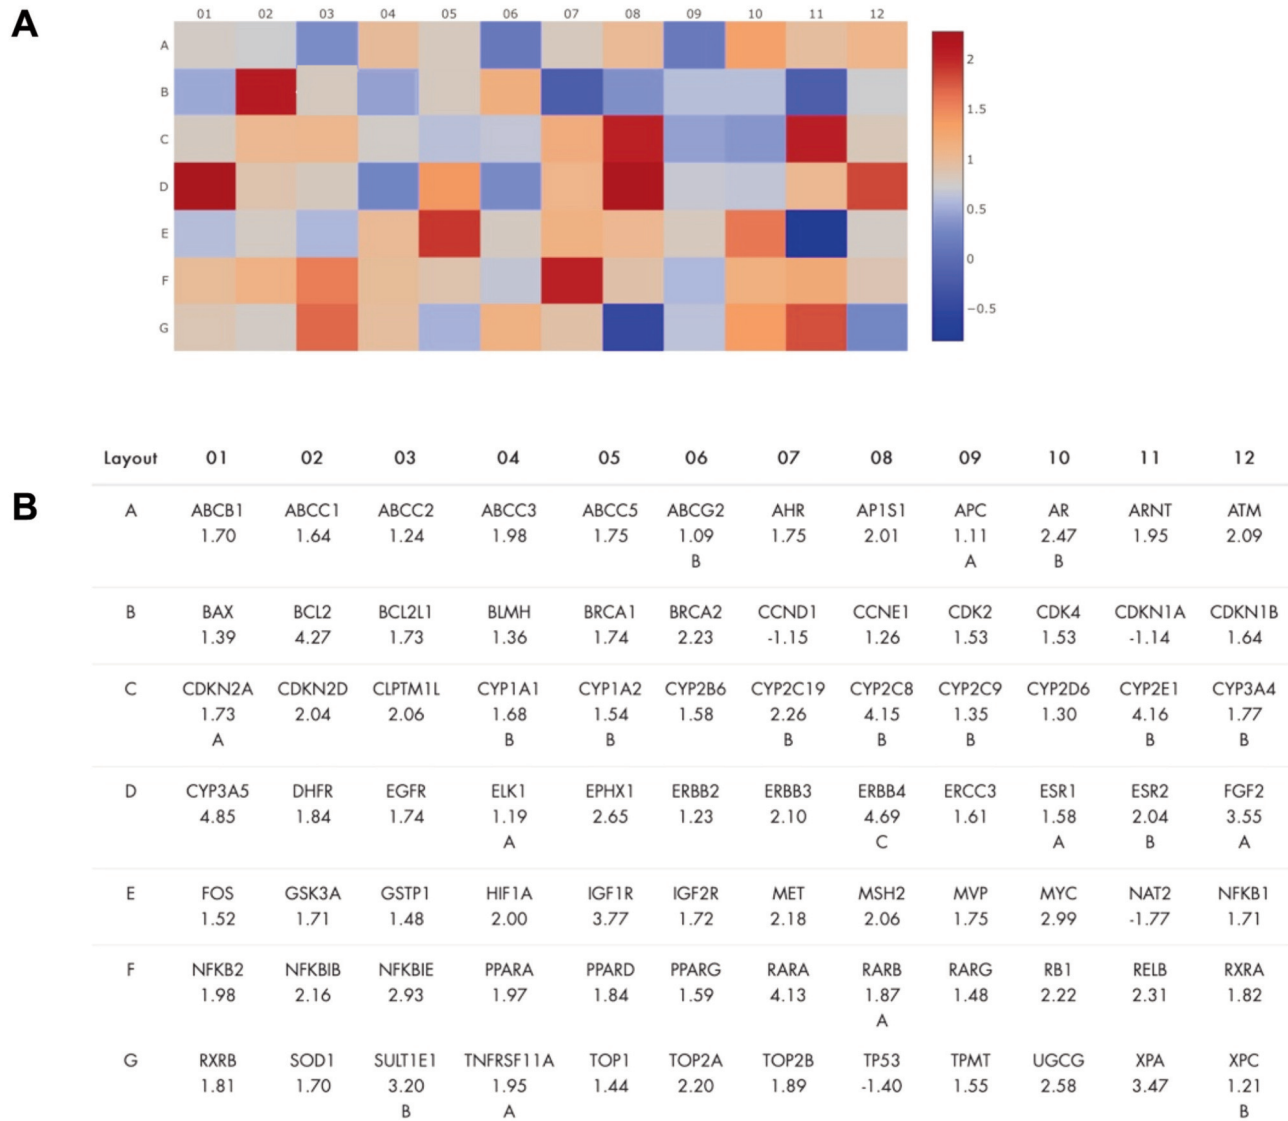 A
01 02 03 04 05 06 07 08 09 10 11 12
A
B
C
D
E
F
G
2
1.5
1
0.5
0
−0.5
B
Layout 01 02 03 04 05 06 07 08 09 10 11 12
A ABCB1 ABCC1 ABCC2 ABCC3 ABCC5 ABCG2 AHR AP1S1 APC AR ARNT ATM
1.70 1.64 1.24 1.98 1.75 1.09 1.75 2.01 1.11 2.47 1.95 2.09
B A B
B BAX BCL2 BCL2L1 BLMH BRCA1 BRCA2 CCND1 CCNE1 CDK2 CDK4 CDKN1A CDKN1B
1.39 4.27 1.73 1.36 1.74 2.23 -1.15 1.26 1.53 1.53 -1.14 1.64
C CDKN2A CDKN2D CLPTM1L CYP1A1 CYP1A2 CYP2B6 CYP2C19 CYP2C8 CYP2C9 CYP2D6 CYP2E1 CYP3A4
1.73 2.04 2.06 1.68 1.54 1.58 2.26 4.15 1.35 1.30 4.16 1.77
A B B B B B B B
D CYP3A5 DHFR EGFR ELK1 EPHX1 ERBB2 ERBB3 ERBB4 ERCC3 ESR1 ESR2 FGF2
4.85 1.84 1.74 1.19 2.65 1.23 2.10 4.69 1.61 1.58 2.04 3.55
A C A B A
E FOS GSK3A GSTP1 HIF1A IGF1R IGF2R MET MSH2 MVP MYC NAT2 NFKB1
1.52 1.71 1.48 2.00 3.77 1.72 2.18 2.06 1.75 2.99 -1.77 1.71
F NFKB2 NFKBIB NFKBIE PPARA PPARD PPARG RARA RARB RARG RB1 RELB RXRA
1.98 2.16 2.93 1.97 1.84 1.59 4.13 1.87 1.48 2.22 2.31 1.82
A
G RXRB SOD1 SULT1E1 TNFRSF11A TOP1 TOP2A TOP2B TP53 TPMT UGCG XPA XPC
1.81 1.70 3.20 1.95 1.44 2.20 1.89 -1.40 1.55 2.58 3.47 1.21
B A B